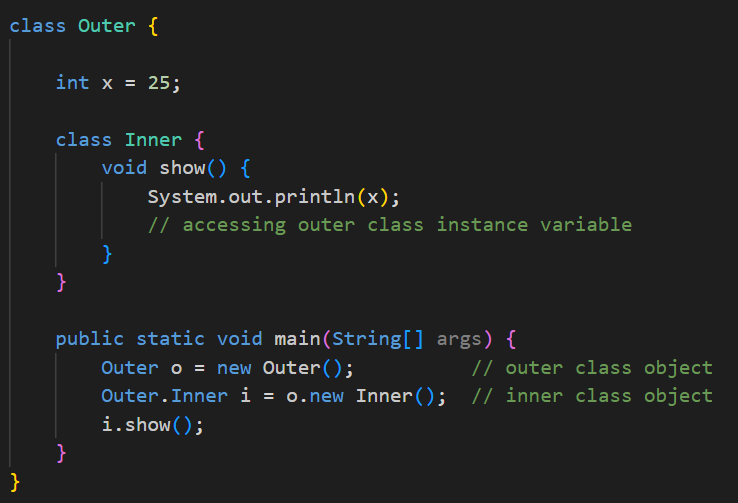 class Outer {
    int x = 25;
    class Inner {
        void show() {
            System.out.println(x);
            // accessing outer class instance variable
        }
    }
    public static void main(String[] args) {
        Outer o = new Outer();          // outer class object
        Outer.Inner i = o.new Inner();  // inner class object
        i.show();
    }
}